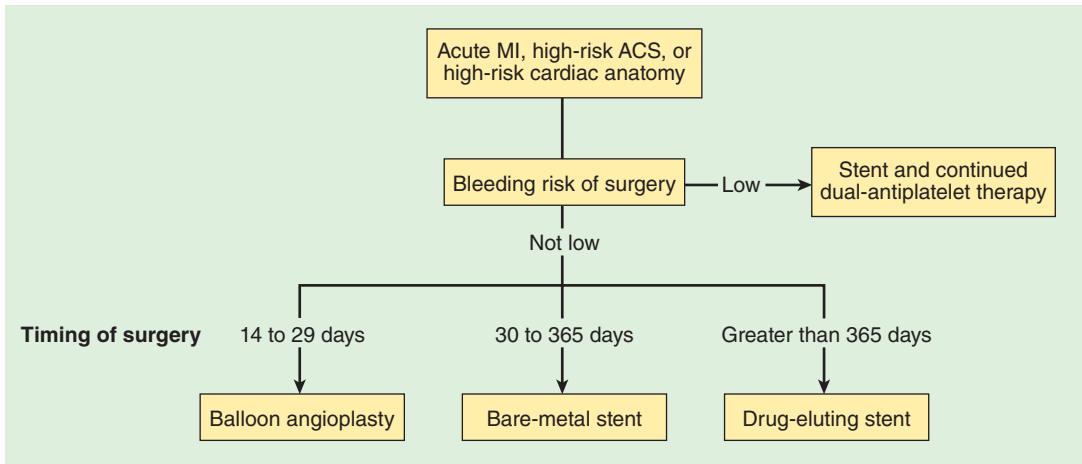 Acute MI, high-risk ACS, or
high-risk cardiac anatomy
Bleeding risk of surgery
Low
Stent and continued
dual-antiplatelet therapy
Not low
Timing of surgery
14 to 29 days
30 to 365 days
Greater than 365 days
Balloon angioplasty
Bare-metal stent
Drug-eluting stent